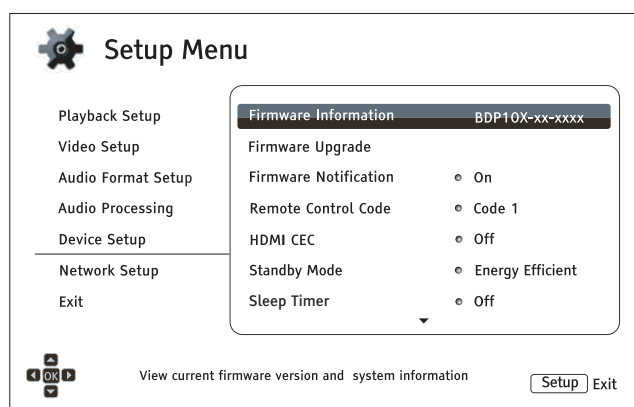 Setup Menu
Playback Setup
Video Setup
Audio Format Setup
Audio Processing
Device Setup
Network Setup
Exit
Firmware Information BDP10X-xx-xxxx
Firmware Upgrade
Firmware Notification On
Remote Control Code Code 1
HDMI CEC Off
Standby Mode Energy Efficient
Sleep Timer Off
OK
View current firmware version and system information
Setup Exit